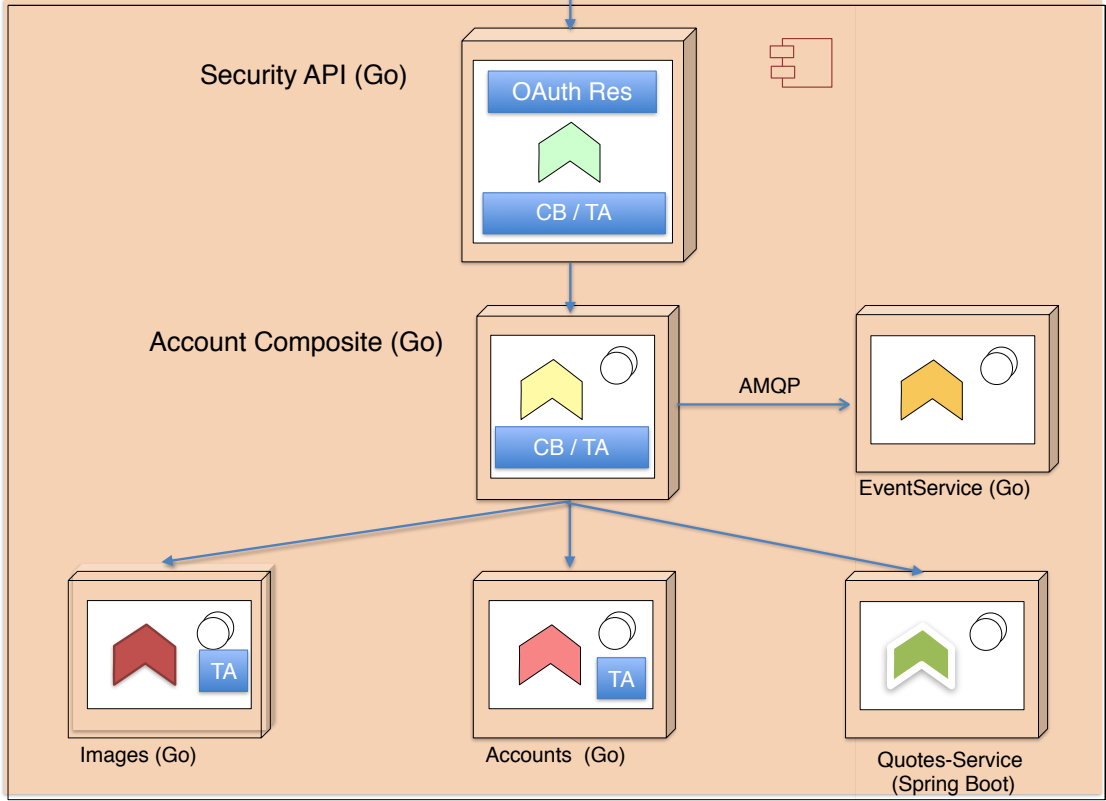 Security API (Go)
OAuth Res
CB / TA
Account Composite (Go)
CB / TA
AMQP
EventService (Go)
TA
Images (Go)
TA
Accounts (Go)
Quotes-Service
(Spring Boot)